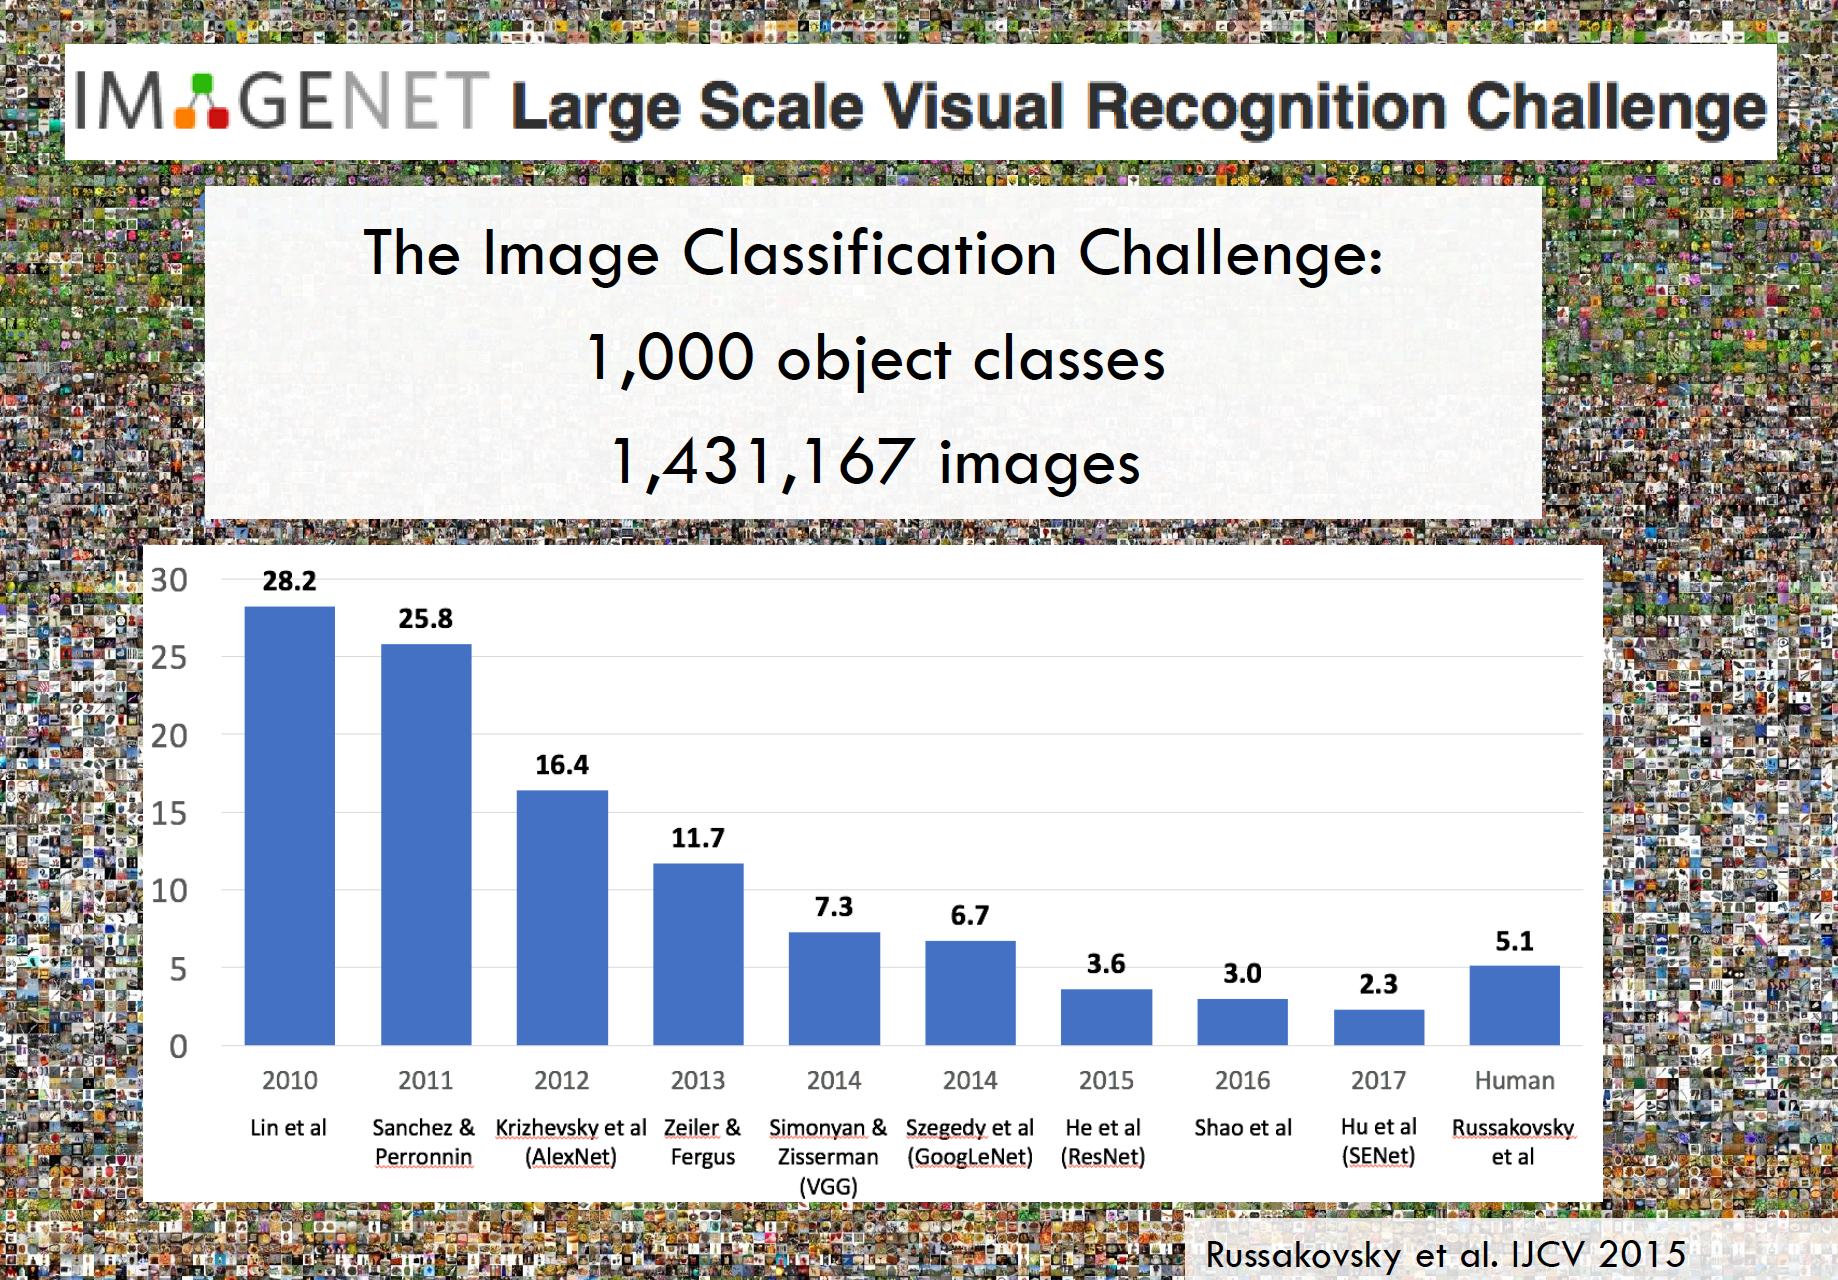 IMAGENET Large Scale Visual Recognition Challenge
The Image Classification Challenge:
1,000 object classes
1,431,167 images
30
25
20
15
10
5
0
28.2
25.8
16.4
11.7
7.3
6.7
3.6
3.0
2.3
5.1
2010
2011
2012
2013
2014
2014
2015
2016
2017
Human
Lin et al
Sanchez &
Perronnin
Krizhevsky et al
(AlexNet)
Zeiler &
Fergus
Simonyan &
Zisserman
(VGG)
Szegedy et al
(GoogLeNet)
He et al
(ResNet)
Shao et al
Hu et al
(SENet)
Russakovsky
et al
Russakovsky et al. IJCV 2015